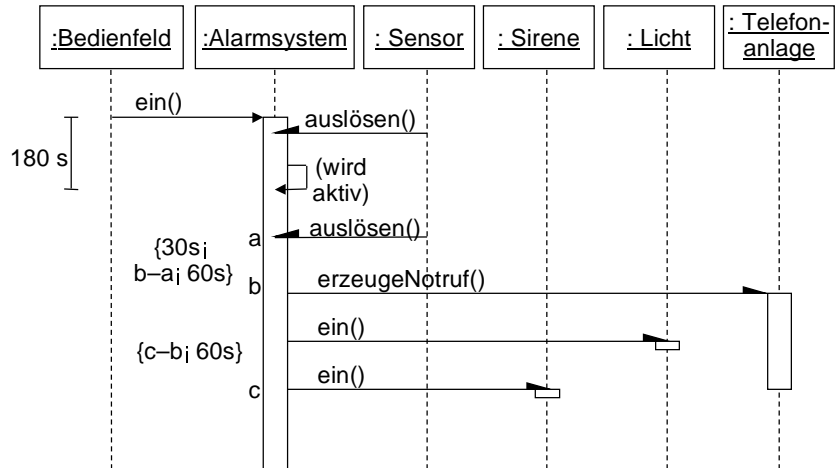 :Bedienfeld
:Alarmsystem
: Sensor
: Sirene
: Licht
: Telefon-
anlage
ein()
auslösen()
180 s
(wird
aktiv)
a
auslösen()
{30s¡
b–a¡ 60s}
b
erzeugeNotruf()
ein()
{c–b¡ 60s}
c
ein()